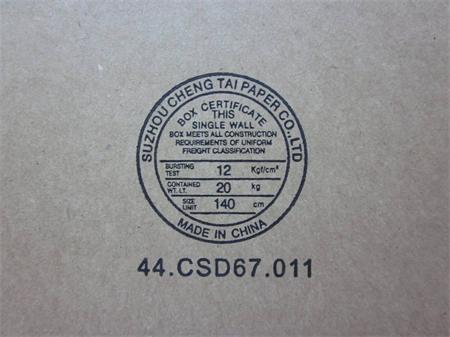 SUZHOU CHENG TAI PAPER CO.,LTD
BOX CERTIFICATE
THIS
SINGLE WALL
BOX MEETS ALL CONSTRUCTION
REQUIREMENTS OF UNIFORM
FREIGHT CLASSIFICATION
BURSTING TEST 12 Kgf/cm²
CONTAINED WT. LT. 20 kg
SIZE LIMIT 140 cm
MADE IN CHINA
44.CSD67.011